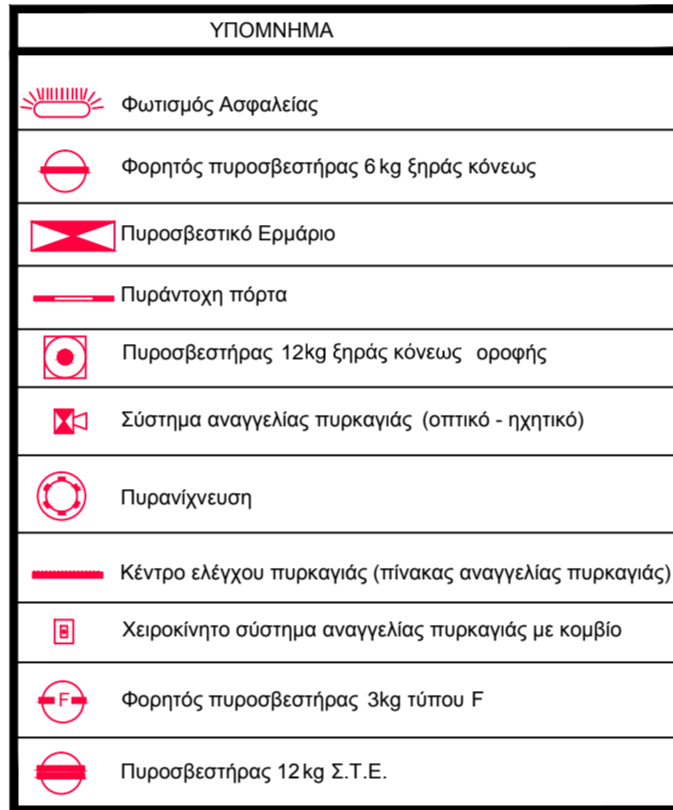 ΥΠΟΜΝΗΜΑ
Φωτισμός Ασφαλείας
Φορητός πυροσβεστήρας 6 kg ξηράς κόνεως
Πυροσβεστικό Ερμάριο
Πυράντοχη πόρτα
Πυροσβεστήρας 12kg ξηράς κόνεως οροφής
Σύστημα αναγγελίας πυρκαγιάς (οπτικό - ηχητικό)
Πυρανίχνευση
Κέντρο ελέγχου πυρκαγιάς (πίνακας αναγγελίας πυρκαγιάς)
Χειροκίνητο σύστημα αναγγελίας πυρκαγιάς με κομβίο
F Φορητός πυροσβεστήρας 3kg τύπου F
Πυροσβεστήρας 12 kg Σ.Τ.Ε.